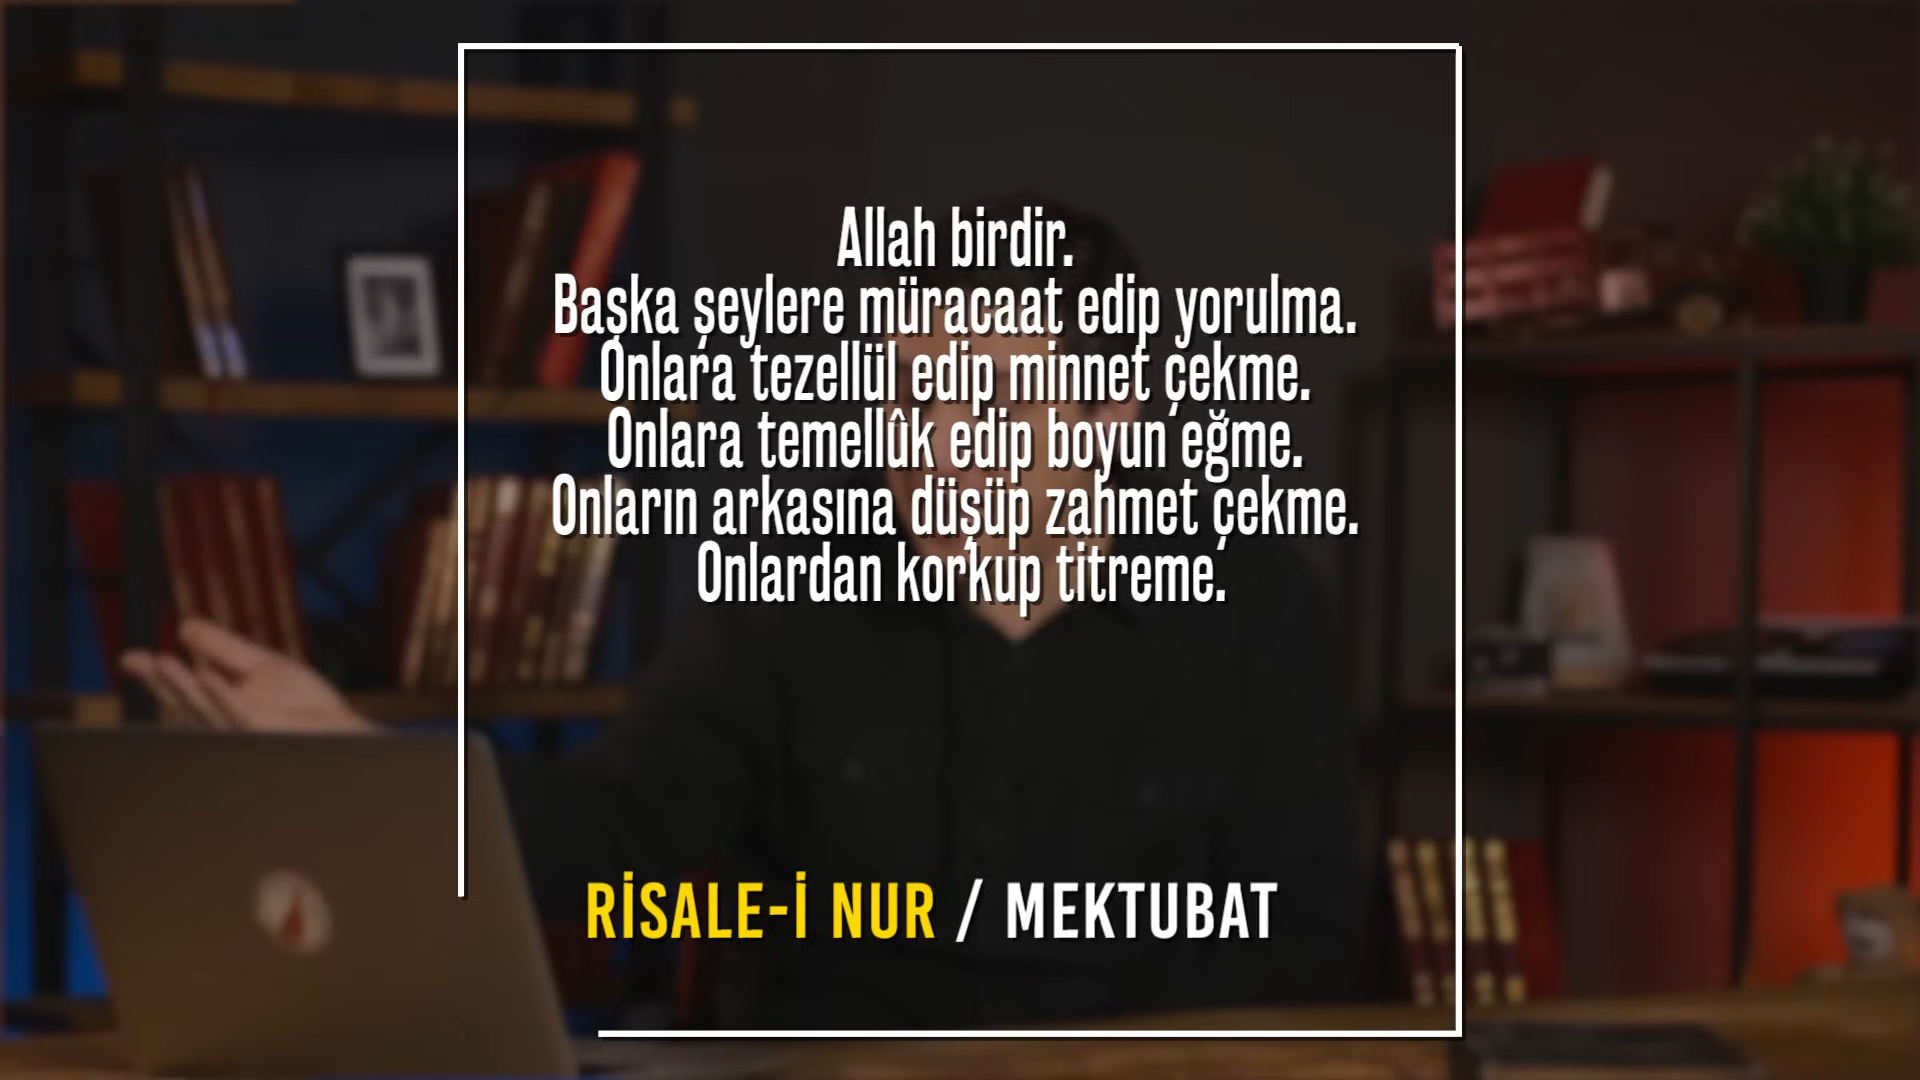 Allah birdir.
Başka şeylere müracaat edip yorulma.
Onlara tezellül edip minnet çekme.
Onlara temellûk edip boyun eğme.
Onların arkasına düşüp zahmet çekme.
Onlardan korkup titreme.
RİSALE-İ NUR / MEKTUBAT